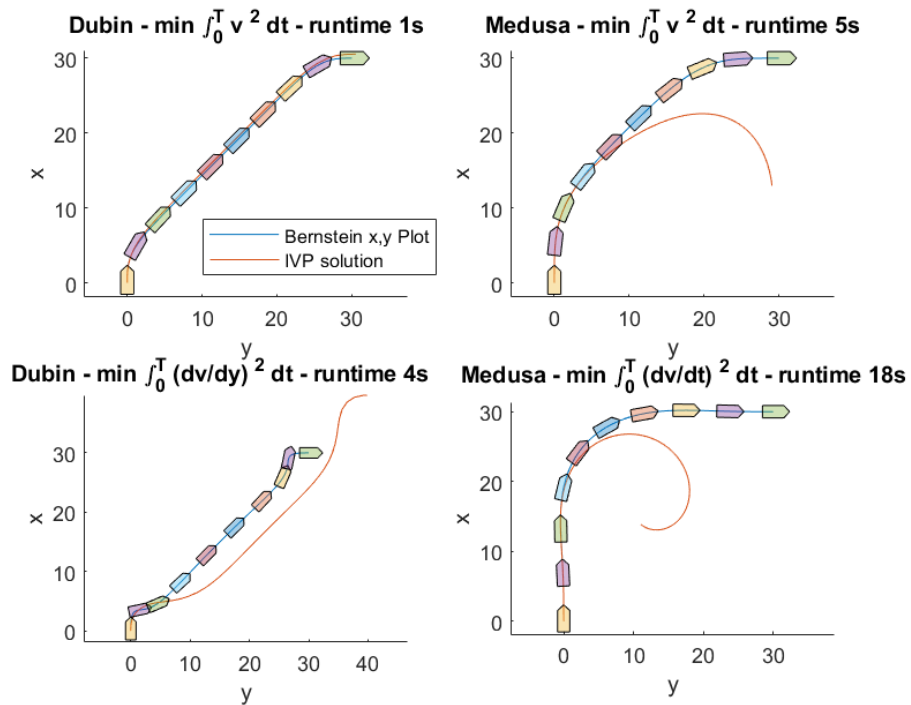 Dubin - min ∫₀ᵀ v ² dt - runtime 1s
30
20
10
0
x
0 10 20 30
y
Bernstein x,y Plot
IVP solution
Medusa - min ∫₀ᵀ v ² dt - runtime 5s
30
20
10
0
x
0 10 20 30
y
Dubin - min ∫₀ᵀ (dv/dy) ² dt - runtime 4s
30
20
10
0
x
0 10 20 30 40
y
Medusa - min ∫₀ᵀ (dv/dt) ² dt - runtime 18s
30
20
10
0
x
0 10 20 30
y